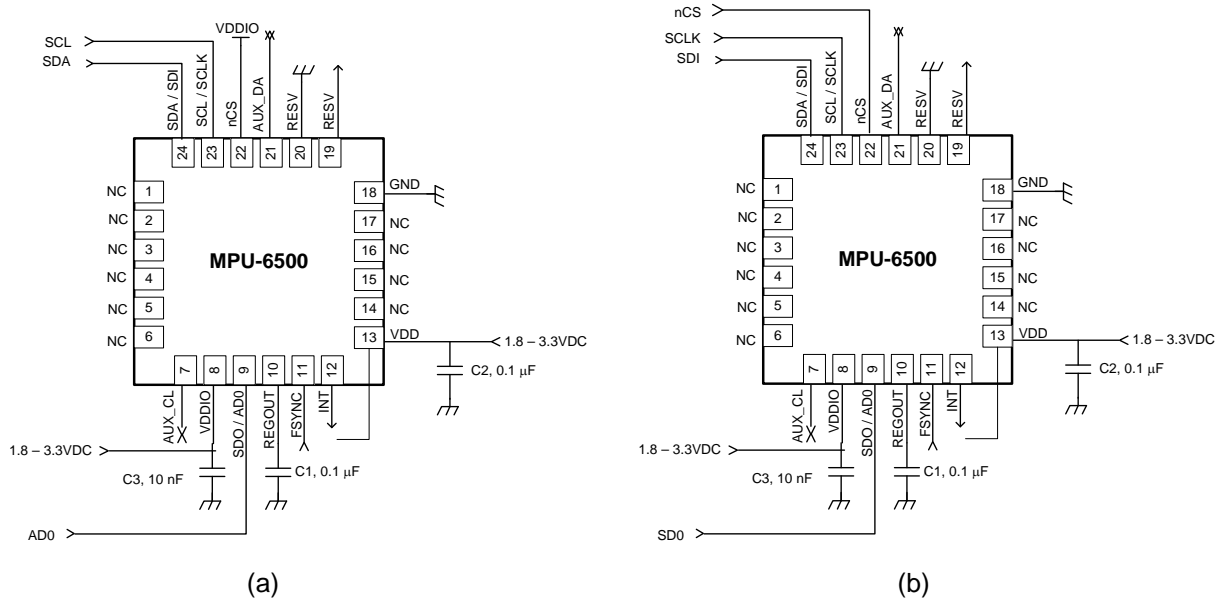 SCL
SDA
VDDIO
SDA / SDI
SCL / SCLK
nCS
AUX_DA
RESV
RESV
24
23
22
21
20
19
NC 1
NC 2
NC 3
NC 4
NC 5
NC 6
MPU-6500
18 GND
17 NC
16 NC
15 NC
14 NC
13 VDD
1.8 – 3.3VDC
C2, 0.1 µF
7
8
9
10
11
12
AUX_CL
VDDIO
SDO / AD0
REGOUT
FSYNC
INT
1.8 – 3.3VDC
C3, 10 nF
C1, 0.1 µF
AD0
(a)
nCS
SCLK
SDI
SDA / SDI
SCL / SCLK
nCS
AUX_DA
RESV
RESV
24
23
22
21
20
19
NC 1
NC 2
NC 3
NC 4
NC 5
NC 6
MPU-6500
18 GND
17 NC
16 NC
15 NC
14 NC
13 VDD
1.8 – 3.3VDC
C2, 0.1 µF
7
8
9
10
11
12
AUX_CL
VDDIO
SDO / AD0
REGOUT
FSYNC
INT
1.8 – 3.3VDC
C3, 10 nF
C1, 0.1 µF
SD0
(b)